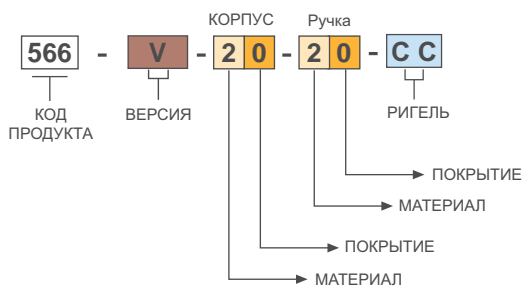 КОРПУС Ручка
566 - V - 2 0 - 2 0 - C C
КОД
ПРОДУКТА
ВЕРСИЯ
РИГЕЛЬ
ПОКРЫТИЕ
МАТЕРИАЛ
ПОКРЫТИЕ
МАТЕРИАЛ